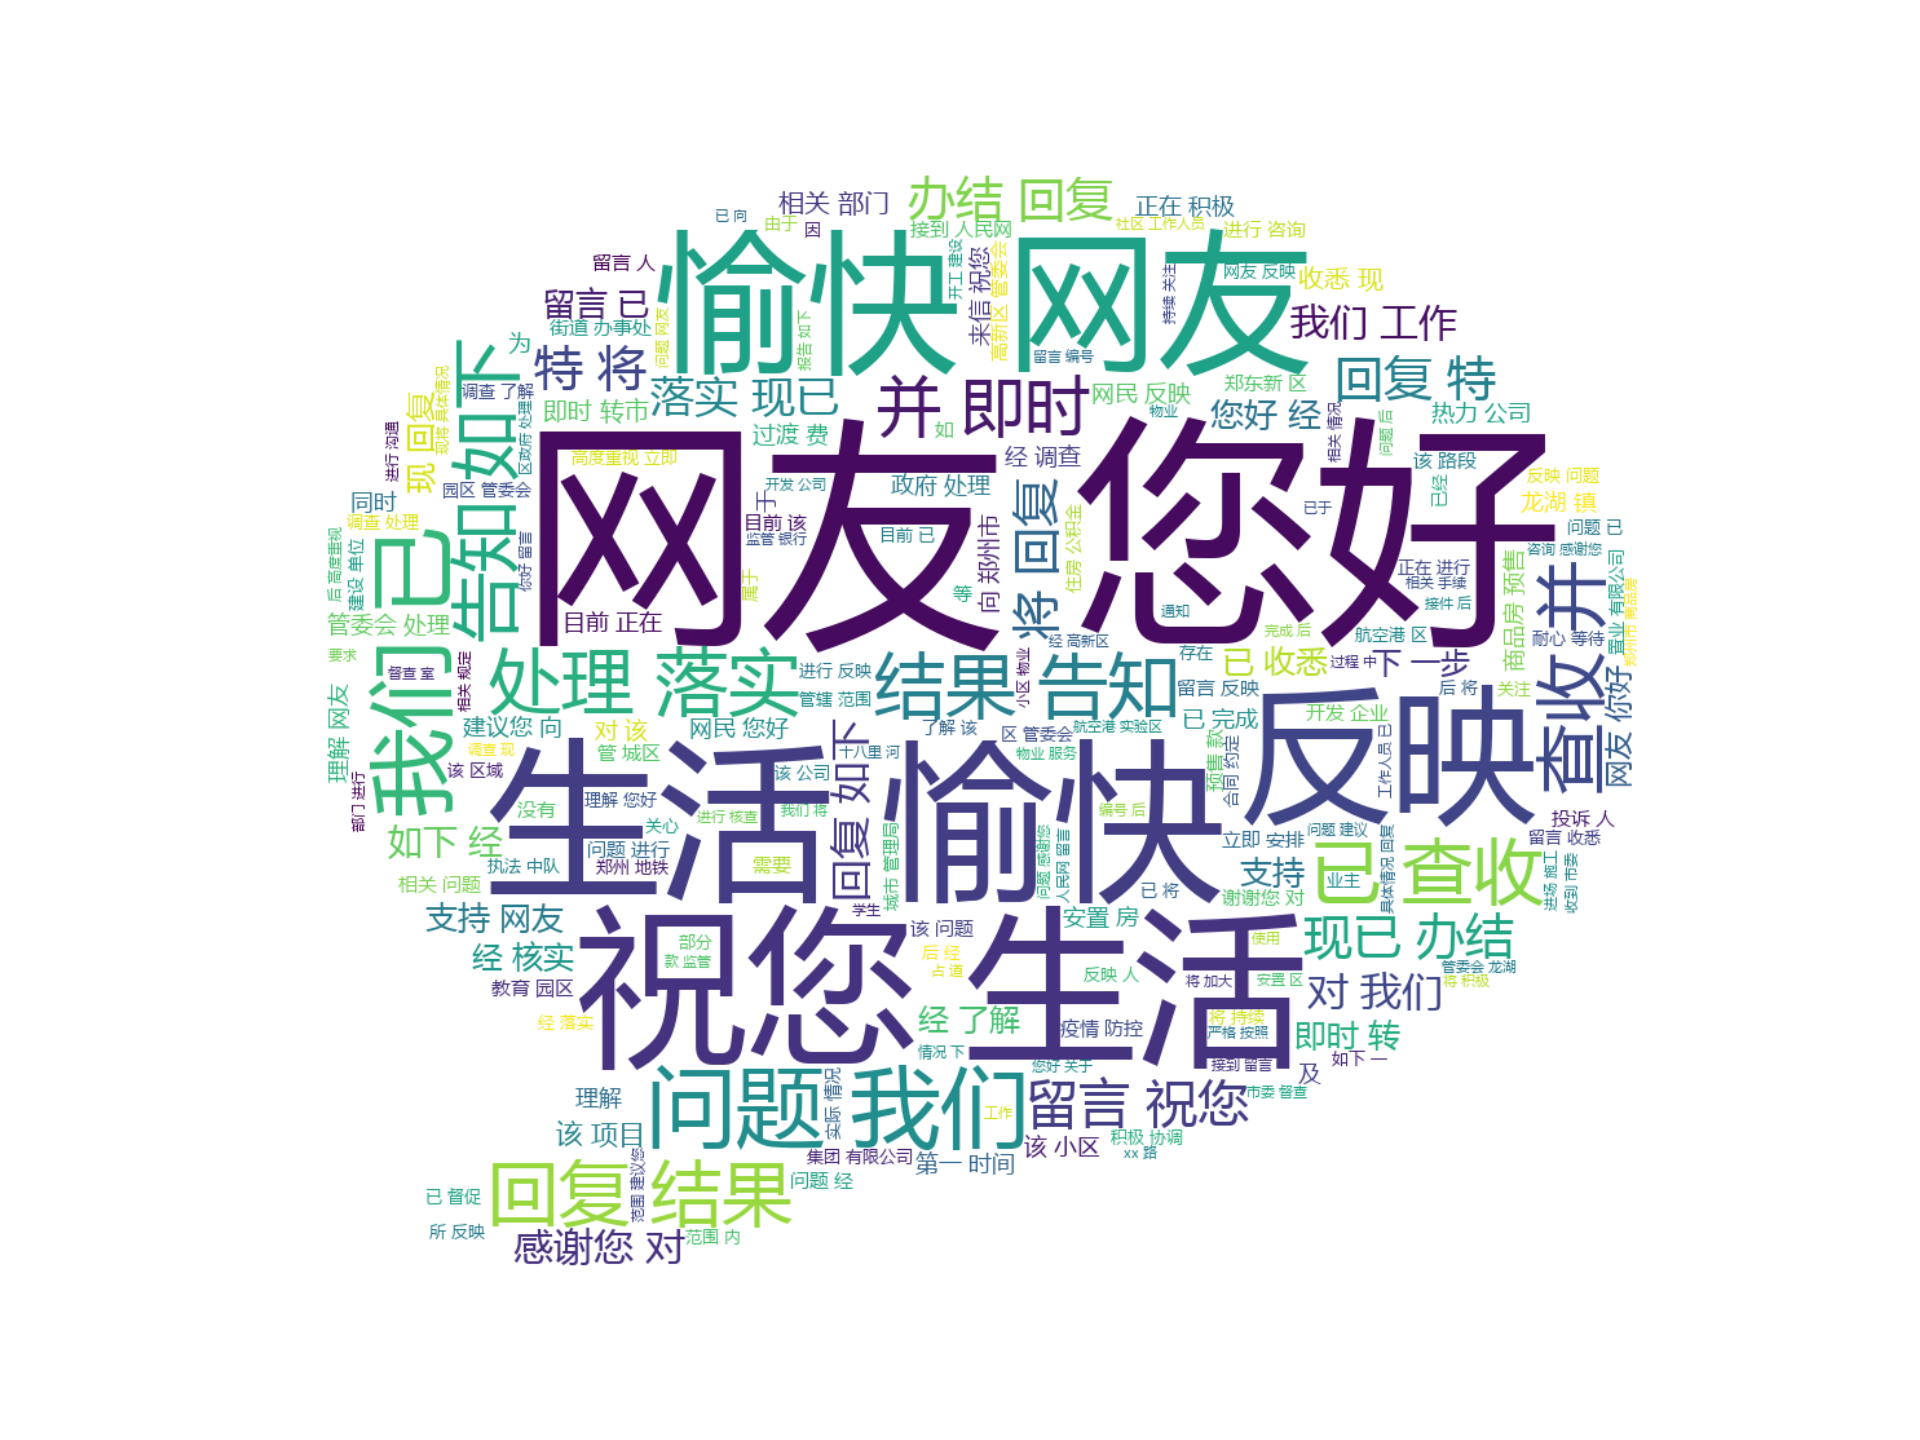 已 向
相关 部门
由于
因
办结 回复
接到 人民网
正在 积极
社区 工作人员
进行 咨询
留言 人
愉快 网友
开工 建设
来信 祝您
高新区 管委会
持续 关注
网友 反映
收悉 现
留言 已
街道 办事处
问题 网友
报告 如下
留言 编号
我们 工作
为
特 将
调查 了解
现将 具体情况
现 回复
告知 如下
区政府 处理
即时 转市
落实 现已
并 即时
网民 反映
郑东新 区
物业
您好 经
回复 特
热力 公司
相关 情况
问题 后
过渡 费
如
进行 沟通
高度重视 立即
经 调查
该 路段
园区 管委会
开发 公司
政府 处理
反映 问题
同时
于
已经
龙湖 镇
调查 处理
目前 该
监督 银行
目前 已
网友 您好
将 回复
向 郑州市
住房 公积金
已于
问题 已
后 高度重视
建设 单位
我们 已
你好 留言
咨询 感谢您
正在 进行
相关 手续
商品房 预售
查收 并
置业 有限公司
郑州市 商品房
属于
等
接件 后
通知
管委会 处理
目前 正在
完成 后
航空港 区
耐心 等待
经 高新区
要求
督查 室
相关 规定
处理 落实
进行 反映
结果 告知
小区 物业
存在
已 收悉
过程 中
下 一步
管辖 范围
留言 反映
后 将
关注
理解 网友
建议您 向
对 该
网民 您好
了解 该
区 管委会
航空港 实验区
已 完成
开发 企业
反映
网友 你好
调查 现
管 城区
回复 如下
十八里 河
物业 服务
该 区域
该 公司
预售 款
合同 约定
工作人员 已
部门 进行
没有
理解 您好
生活 愉快
我们 将
编号 后
进行 核查
关心
投诉 人
如下 经
问题 进行
城市 管理局
问题 感谢您
人民网 留言
立即 安排
问题 建议
具体情况 回复
留言 收悉
执法 中队
郑州 地铁
需要
支持
已 查收
进场 施工
收到 市委
相关 问题
已 将
谢谢您 对
业主
支持 网友
祝您 生活
学生
该 问题
安置 房
现已 办结
部分
使用
经 核实
款 监管
后 经
占 道
反映 人
管委会 龙湖
教育 园区
将 加大
安置 区
对 我们
将 积极
经 落实
经 了解
疫情 防控
将 持续
严格 按照
即时 转
情况 下
您好 关于
接到 留言
如下 一
及
理解
问题 我们
实际 情况
工作
留言 祝您
市委 督查
该 项目
该 小区
积极 协调
xx 路
集团 有限公司
第一 时间
回复 结果
范围 建议您
问题 经
已 督促
所 反映
感谢您 对
范围 内